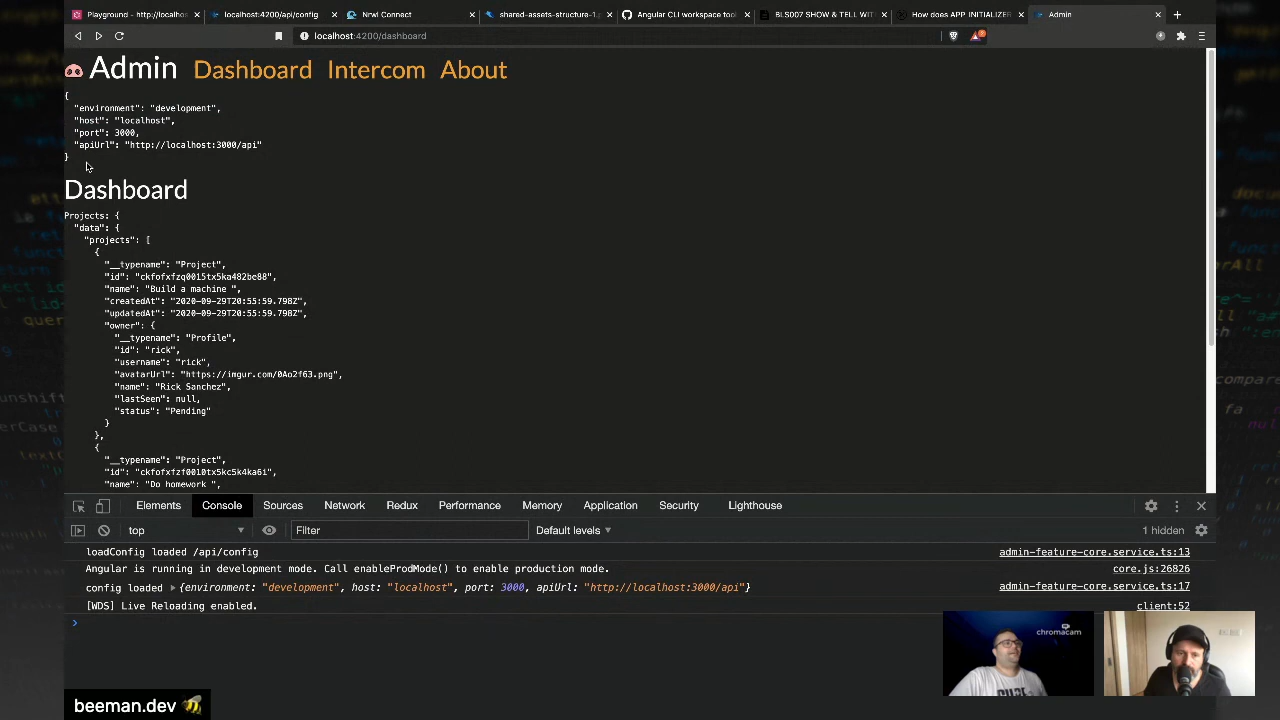 Playground - http://localho
localhost:4200/api/config
Nrwl Connect
shared-assets-structure-1.
Angular CLI workspace tool
BLS007 SHOW & TELL WIT
How does APP_INITIALIZER
Admin
localhost:4200/dashboard
Admin Dashboard Intercom About
{
"environment": "development",
"host": "localhost",
"port": 3000,
"apiUrl": "http://localhost:3000/api"
}
Dashboard
Projects: {
"data": {
"projects": [
{
"__typename": "Project",
"id": "ckfofxfzq0015tx5ka482be88",
"name": "Build a machine ",
"createdAt": "2020-09-29T20:55:59.798Z",
"updatedAt": "2020-09-29T20:55:59.798Z",
"owner": {
"__typename": "Profile",
"id": "rick",
"username": "rick",
"avatarUrl": "https://imgur.com/0Ao2f63.png",
"name": "Rick Sanchez",
"lastSeen": null,
"status": "Pending"
}
},
{
"__typename": "Project",
"id": "ckfofxfzf0010tx5kc5k4ka6i",
"name": "Do homework ",
Elements Console Sources Network Redux Performance Memory Application Security Lighthouse
top Filter Default levels 1 hidden
loadConfig loaded /api/config admin-feature-core.service.ts:13
Angular is running in development mode. Call enableProdMode() to enable production mode. core.js:26826
config loaded {environment: "development", host: "localhost", port: 3000, apiUrl: "http://localhost:3000/api"} admin-feature-core.service.ts:17
[WDS] Live Reloading enabled. client:52
chromacam
beeman.dev